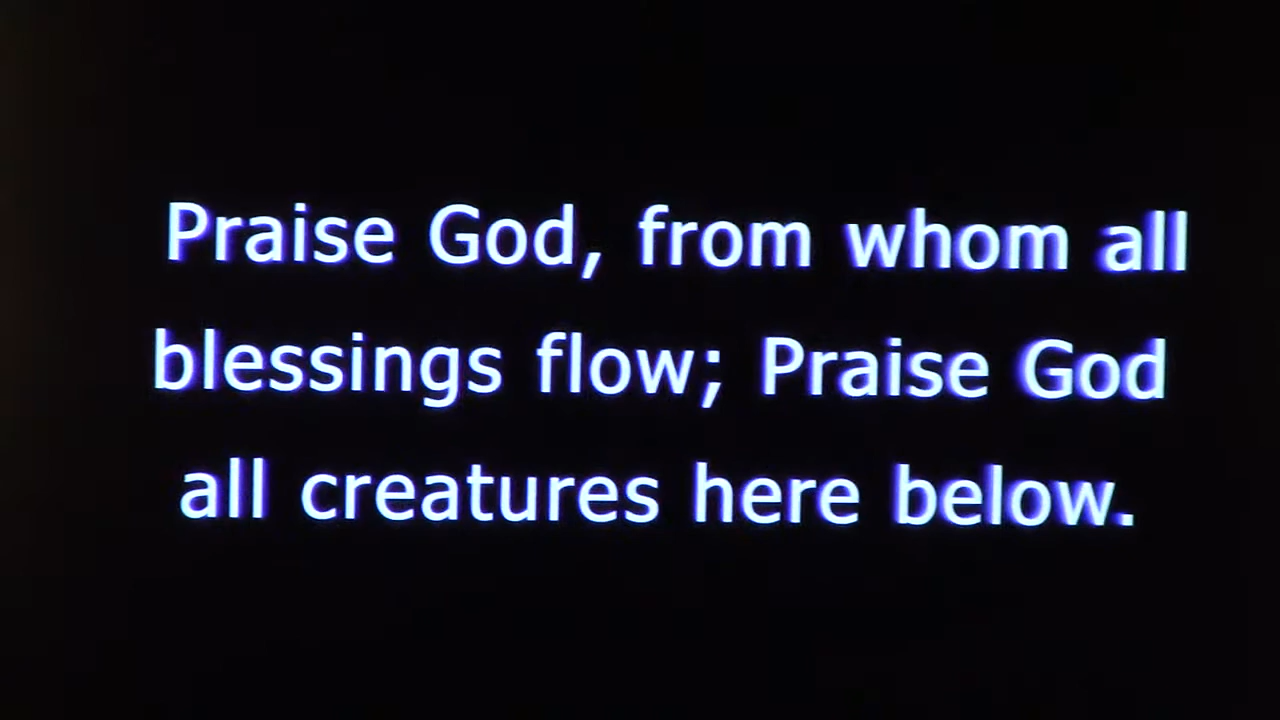 Praise God, from whom all
blessings flow; Praise God
all creatures here below.